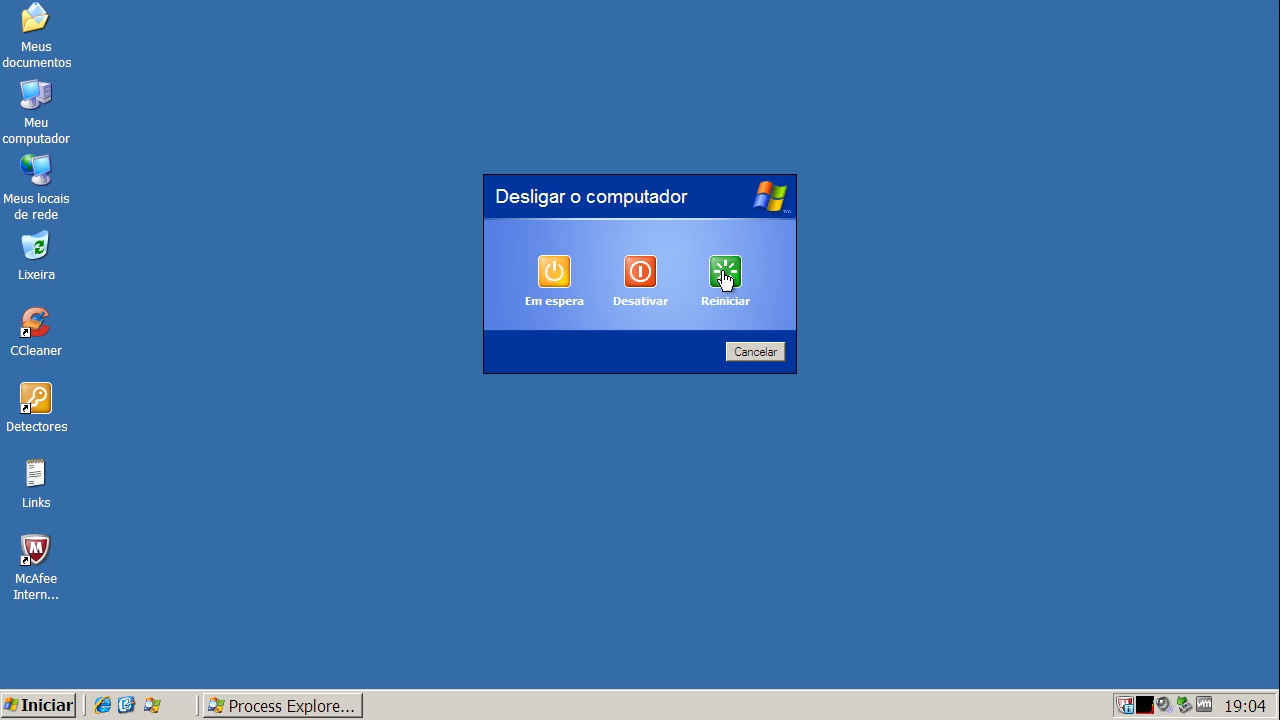 Meus
documentos
Meu
computador
Meus locais
de rede
Lixeira
CCleaner
Detectores
Links
McAfee
Intern...
Desligar o computador
Em espera
Desativar
Reiniciar
Cancelar
Iniciar
Process Explore...
19:04